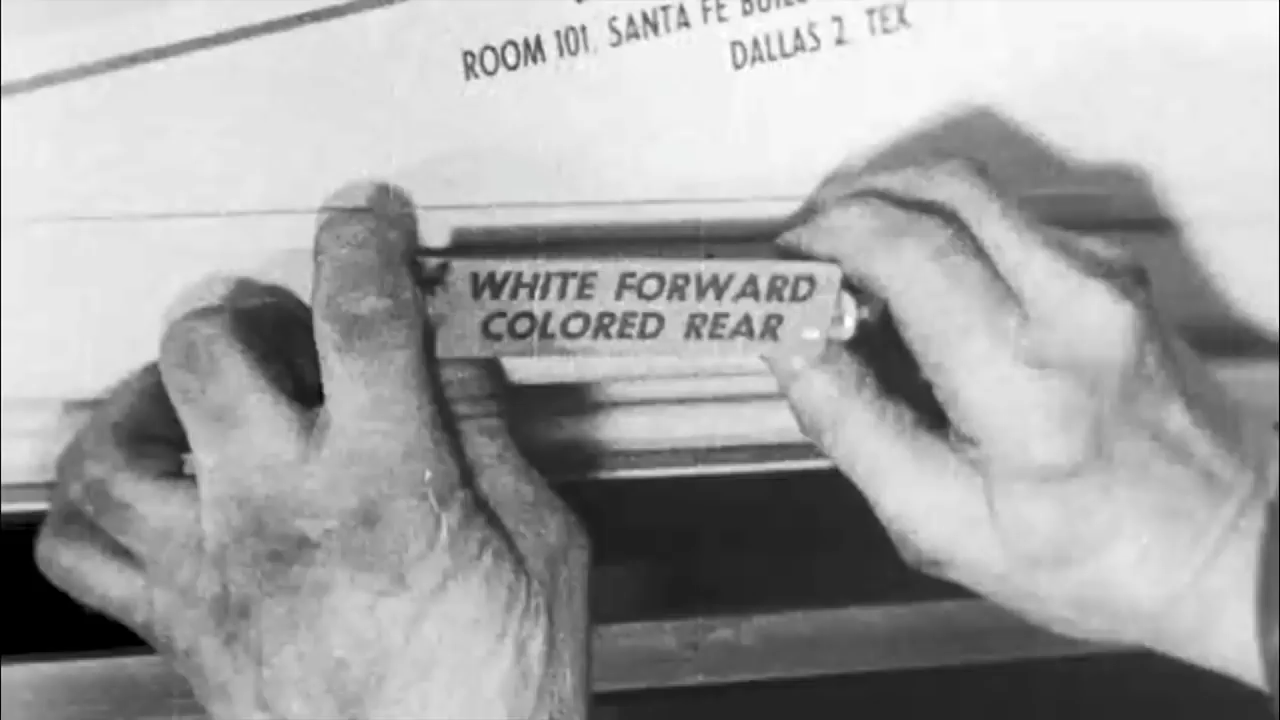 ROOM 101, SANTA FE
DALLAS 2 TEX
WHITE FORWARD
COLORED REAR